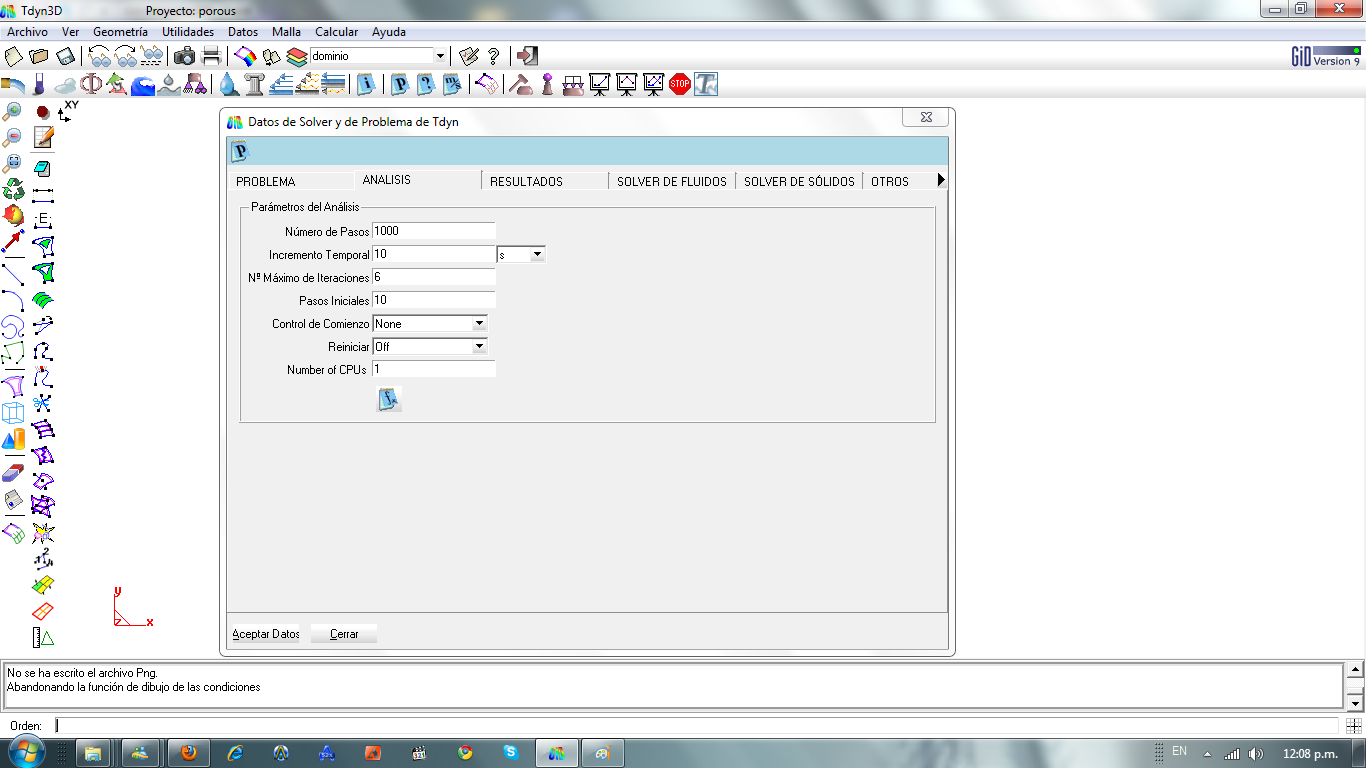 Tdyn3D Proyecto: porous
Archivo Ver Geometría Utilidades Datos Malla Calcular Ayuda
dominio
GiD Version 9
STOP
XY
Datos de Solver y de Problema de Tdyn
PROBLEMA ANALISIS RESULTADOS SOLVER DE FLUIDOS SOLVER DE SÓLIDOS OTROS
Parámetros del Análisis
Número de Pasos 1000
Incremento Temporal 10 s
Nº Máximo de Iteraciones 6
Pasos Iniciales 10
Control de Comienzo None
Reiniciar Off
Number of CPUs 1
y
z x
Aceptar Datos Cerrar
No se ha escrito el archivo Png.
Abandonando la función de dibujo de las condiciones
Orden:
EN 12:08 p.m.